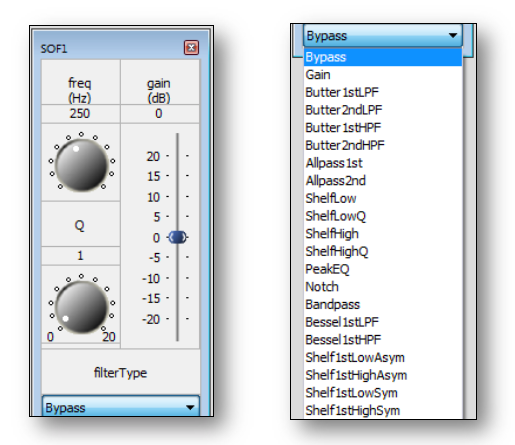 SOF1
freq
(Hz)
gain
(dB)
250
0
20
15
10
5
0
-5
-10
-15
-20
Q
1
0
20
filterType
Bypass
Bypass
Bypass
Gain
Butter1stLPF
Butter2ndLPF
Butter1stHPF
Butter2ndHPF
Allpass1st
Allpass2nd
ShelfLow
ShelfLowQ
ShelfHigh
ShelfHighQ
PeakEQ
Notch
Bandpass
Bessel1stLPF
Bessel1stHPF
Shelf1stLowAsym
Shelf1stHighAsym
Shelf1stLowSym
Shelf1stHighSym